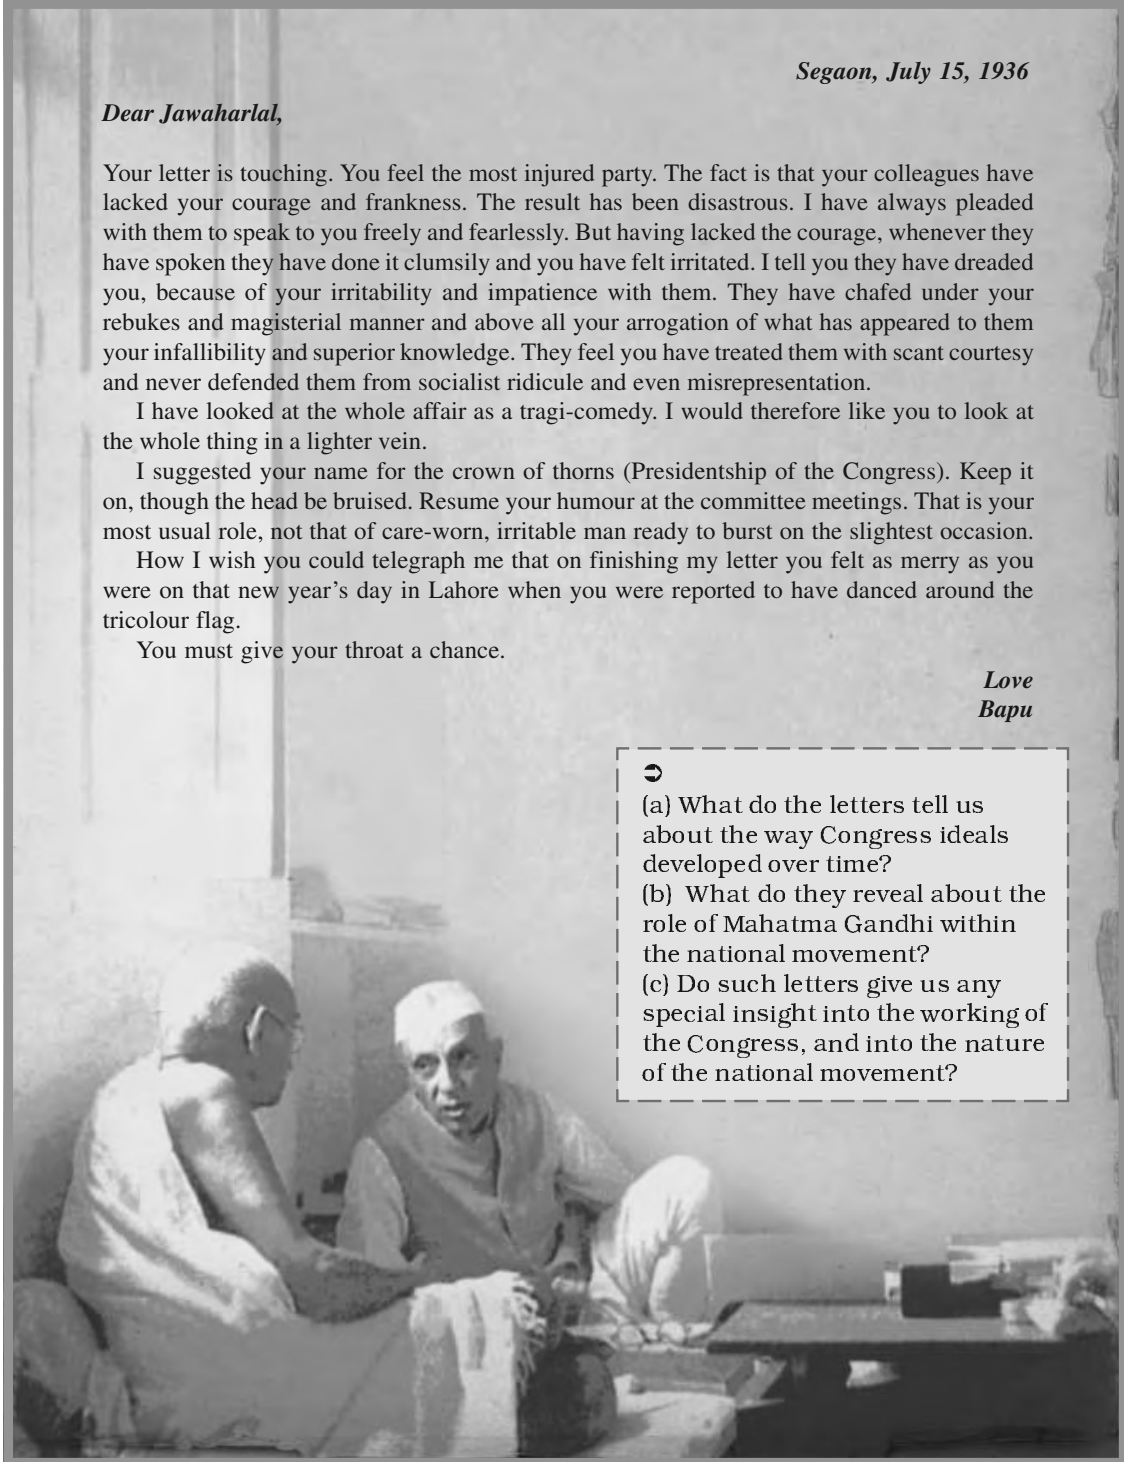 Segaon, July 15, 1936
Dear Jawaharlal,
Your letter is touching. You feel the most injured party. The fact is that your colleagues have
lacked your courage and frankness. The result has been disastrous. I have always pleaded
with them to speak to you freely and fearlessly. But having lacked the courage, whenever they
have spoken they have done it clumsily and you have felt irritated. I tell you they have dreaded
you, because of your irritability and impatience with them. They have chafed under your
rebukes and magisterial manner and above all your arrogation of what has appeared to them
your infallibility and superior knowledge. They feel you have treated them with scant courtesy
and never defended them from socialist ridicule and even misrepresentation.
I have looked at the whole affair as a tragi-comedy. I would therefore like you to look at
the whole thing in a lighter vein.
I suggested your name for the crown of thorns (Presidentship of the Congress). Keep it
on, though the head be bruised. Resume your humour at the committee meetings. That is your
most usual role, not that of care-worn, irritable man ready to burst on the slightest occasion.
How I wish you could telegraph me that on finishing my letter you felt as merry as you
were on that new year’s day in Lahore when you were reported to have danced around the
tricolour flag.
You must give your throat a chance.
Love
Bapu
➲
(a) What do the letters tell us
about the way Congress ideals
developed over time?
(b) What do they reveal about the
role of Mahatma Gandhi within
the national movement?
(c) Do such letters give us any
special insight into the working of
the Congress, and into the nature
of the national movement?